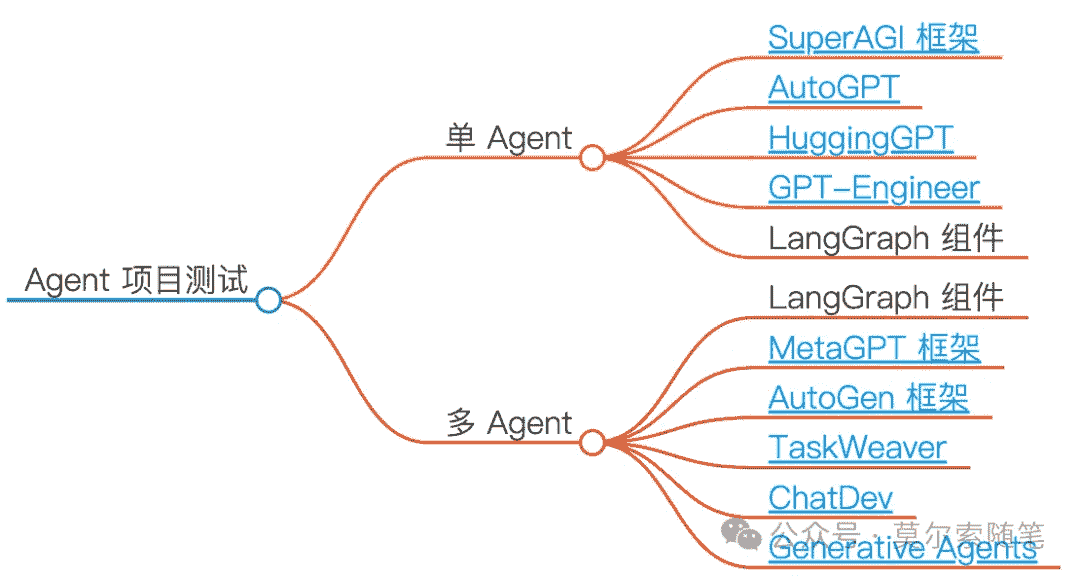 SuperAGI 框架
AutoGPT
单 Agent
HuggingGPT
GPT-Engineer
LangGraph 组件
Agent 项目测试
LangGraph 组件
MetaGPT 框架
AutoGen 框架
多 Agent
TaskWeaver
ChatDev
公众号 · 莫尔索随笔
Generative Agents